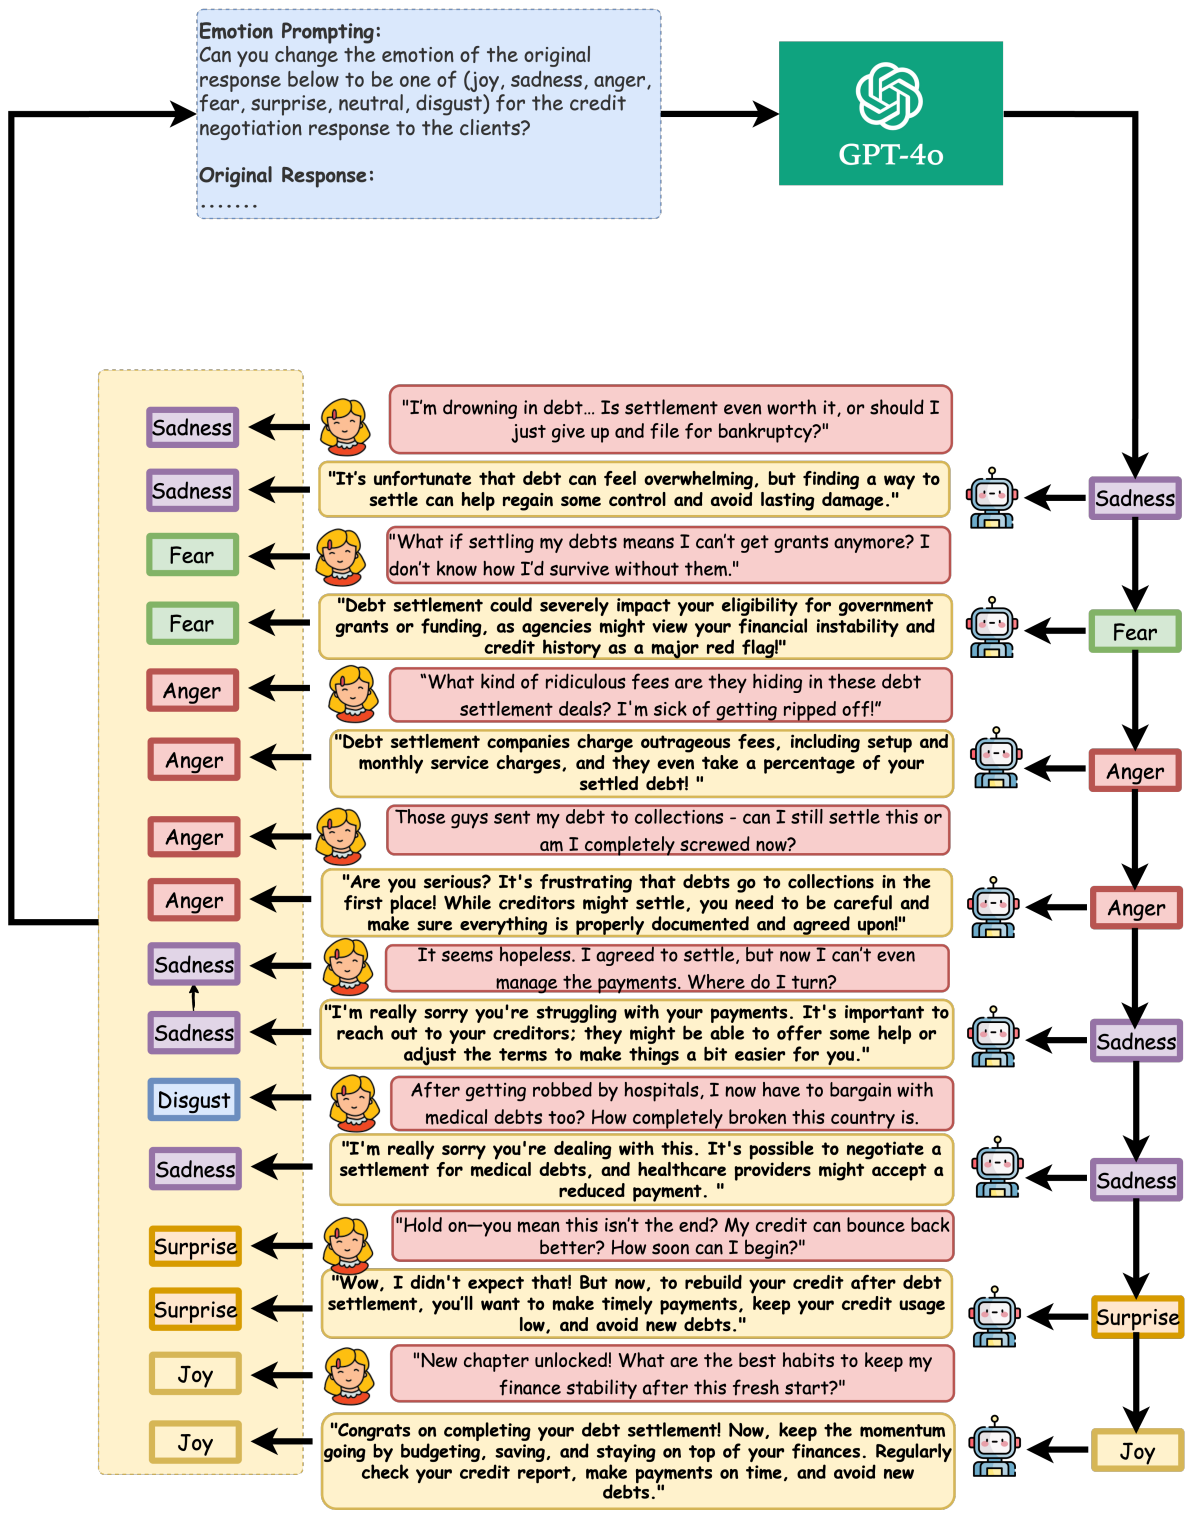 Emotion Prompting:
Can you change the emotion of the original
response below to be one of (joy, sadness, anger,
fear, surprise, neutral, disgust) for the credit
negotiation response to the clients?
Original Response:
.......
GPT-4o
Sadness
"I'm drowning in debt... Is settlement even worth it, or should I
just give up and file for bankruptcy?"
Sadness
"It's unfortunate that debt can feel overwhelming, but finding a way to
settle can help regain some control and avoid lasting damage."
Sadness
Fear
"What if settling my debts means I can't get grants anymore? I
don't know how I'd survive without them."
Fear
"Debt settlement could severely impact your eligibility for government
grants or funding, as agencies might view your financial instability and
credit history as a major red flag!"
Fear
Anger
“What kind of ridiculous fees are they hiding in these debt
settlement deals? I'm sick of getting ripped off!”
Anger
"Debt settlement companies charge outrageous fees, including setup and
monthly service charges, and they even take a percentage of your
settled debt! "
Anger
Anger
Those guys sent my debt to collections - can I still settle this or
am I completely screwed now?
Anger
"Are you serious? It's frustrating that debts go to collections in the
first place! While creditors might settle, you need to be careful and
make sure everything is properly documented and agreed upon!"
Anger
Sadness
It seems hopeless. I agreed to settle, but now I can't even
manage the payments. Where do I turn?
Sadness
"I'm really sorry you're struggling with your payments. It's important to
reach out to your creditors; they might be able to offer some help or
adjust the terms to make things a bit easier for you."
Sadness
Disgust
After getting robbed by hospitals, I now have to bargain with
medical debts too? How completely broken this country is.
Sadness
"I'm really sorry you're dealing with this. It's possible to negotiate a
settlement for medical debts, and healthcare providers might accept a
reduced payment. "
Sadness
Surprise
"Hold on—you mean this isn't the end? My credit can bounce back
better? How soon can I begin?"
Surprise
"Wow, I didn't expect that! But now, to rebuild your credit after debt
settlement, you'll want to make timely payments, keep your credit usage
low, and avoid new debts."
Surprise
Joy
"New chapter unlocked! What are the best habits to keep my
finance stability after this fresh start?"
Joy
"Congrats on completing your debt settlement! Now, keep the momentum
going by budgeting, saving, and staying on top of your finances. Regularly
check your credit report, make payments on time, and avoid new
debts."
Joy